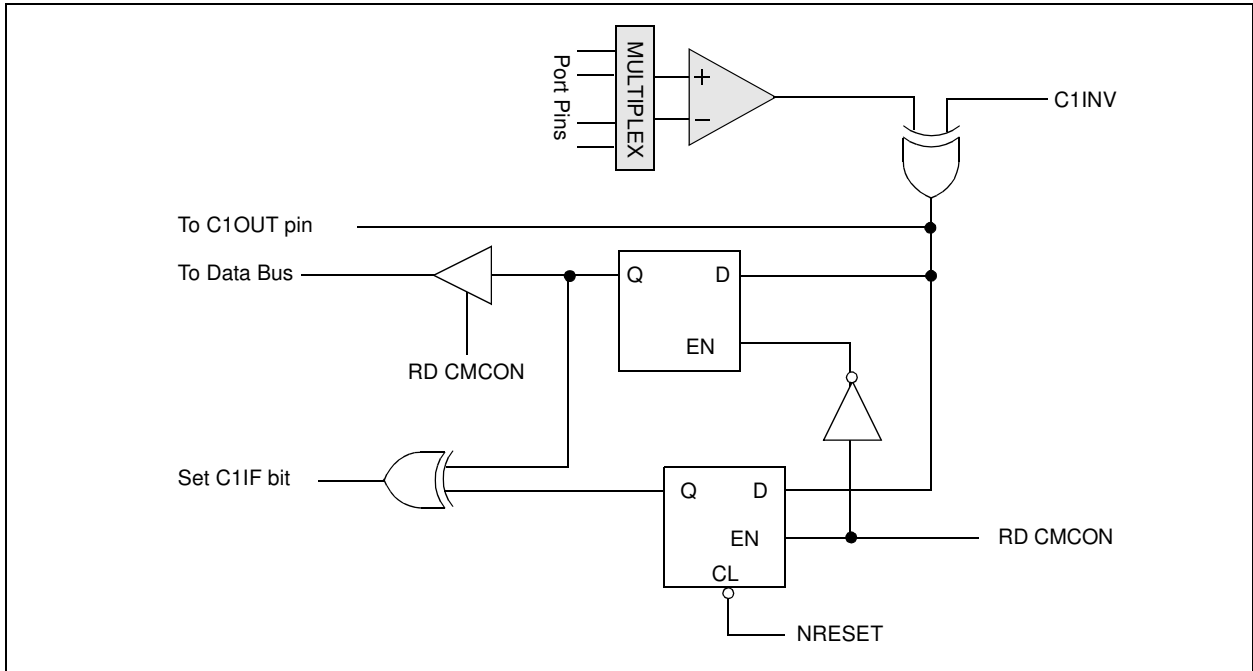 MULTIPLEX
Port Pins
+
−
C1INV
To C1OUT pin
To Data Bus
Q
D
EN
RD CMCON
Set C1IF bit
Q
D
EN
CL
RD CMCON
NRESET